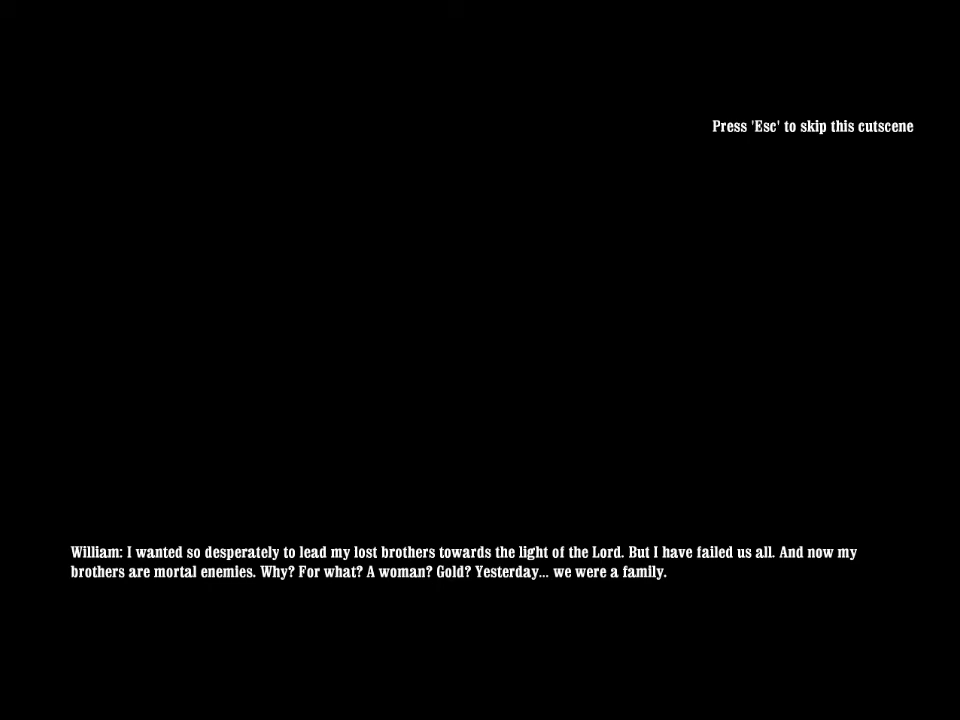 Press 'Esc' to skip this cutscene
William: I wanted so desperately to lead my lost brothers towards the light of the Lord. But I have failed us all. And now my
brothers are mortal enemies. Why? For what? A woman? Gold? Yesterday... we were a family.